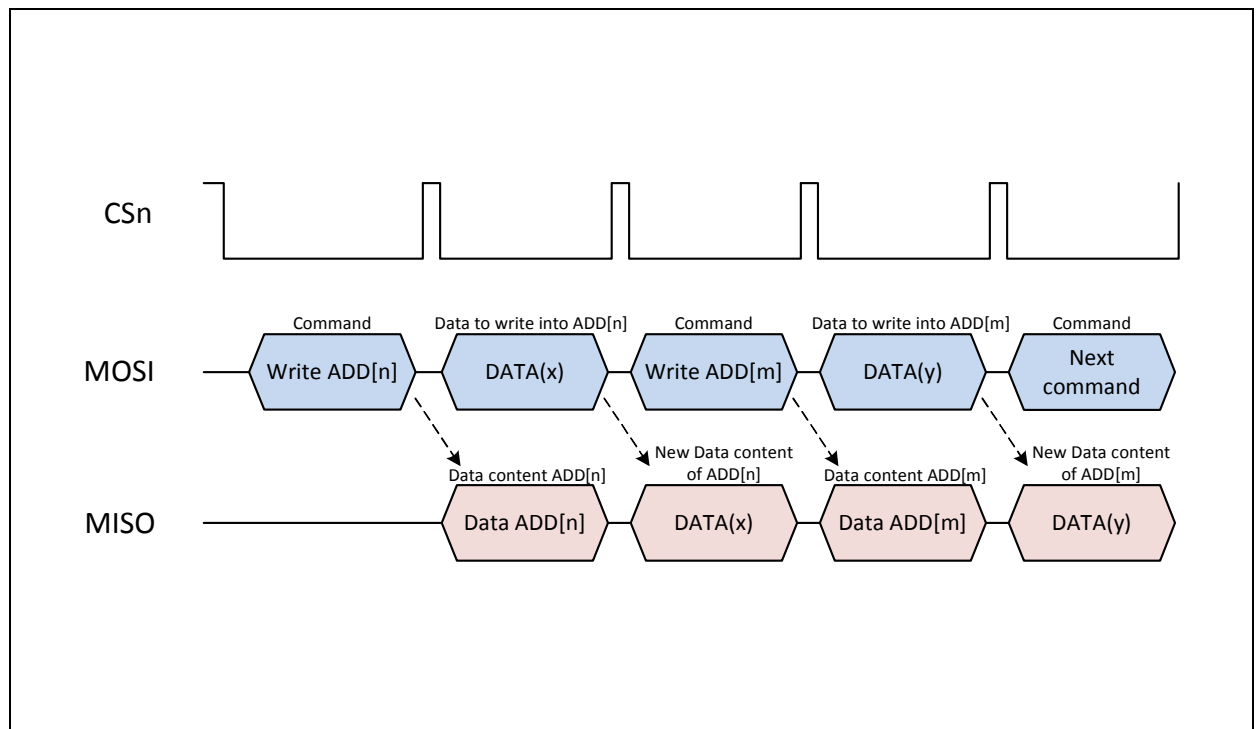 CSn
Command
Data to write into ADD[n]
Command
Data to write into ADD[m]
Command
MOSI
Write ADD[n]
DATA(x)
Write ADD[m]
DATA(y)
Next
command
Data content ADD[n]
New Data content
of ADD[n]
Data content ADD[m]
New Data content
of ADD[m]
MISO
Data ADD[n]
DATA(x)
Data ADD[m]
DATA(y)